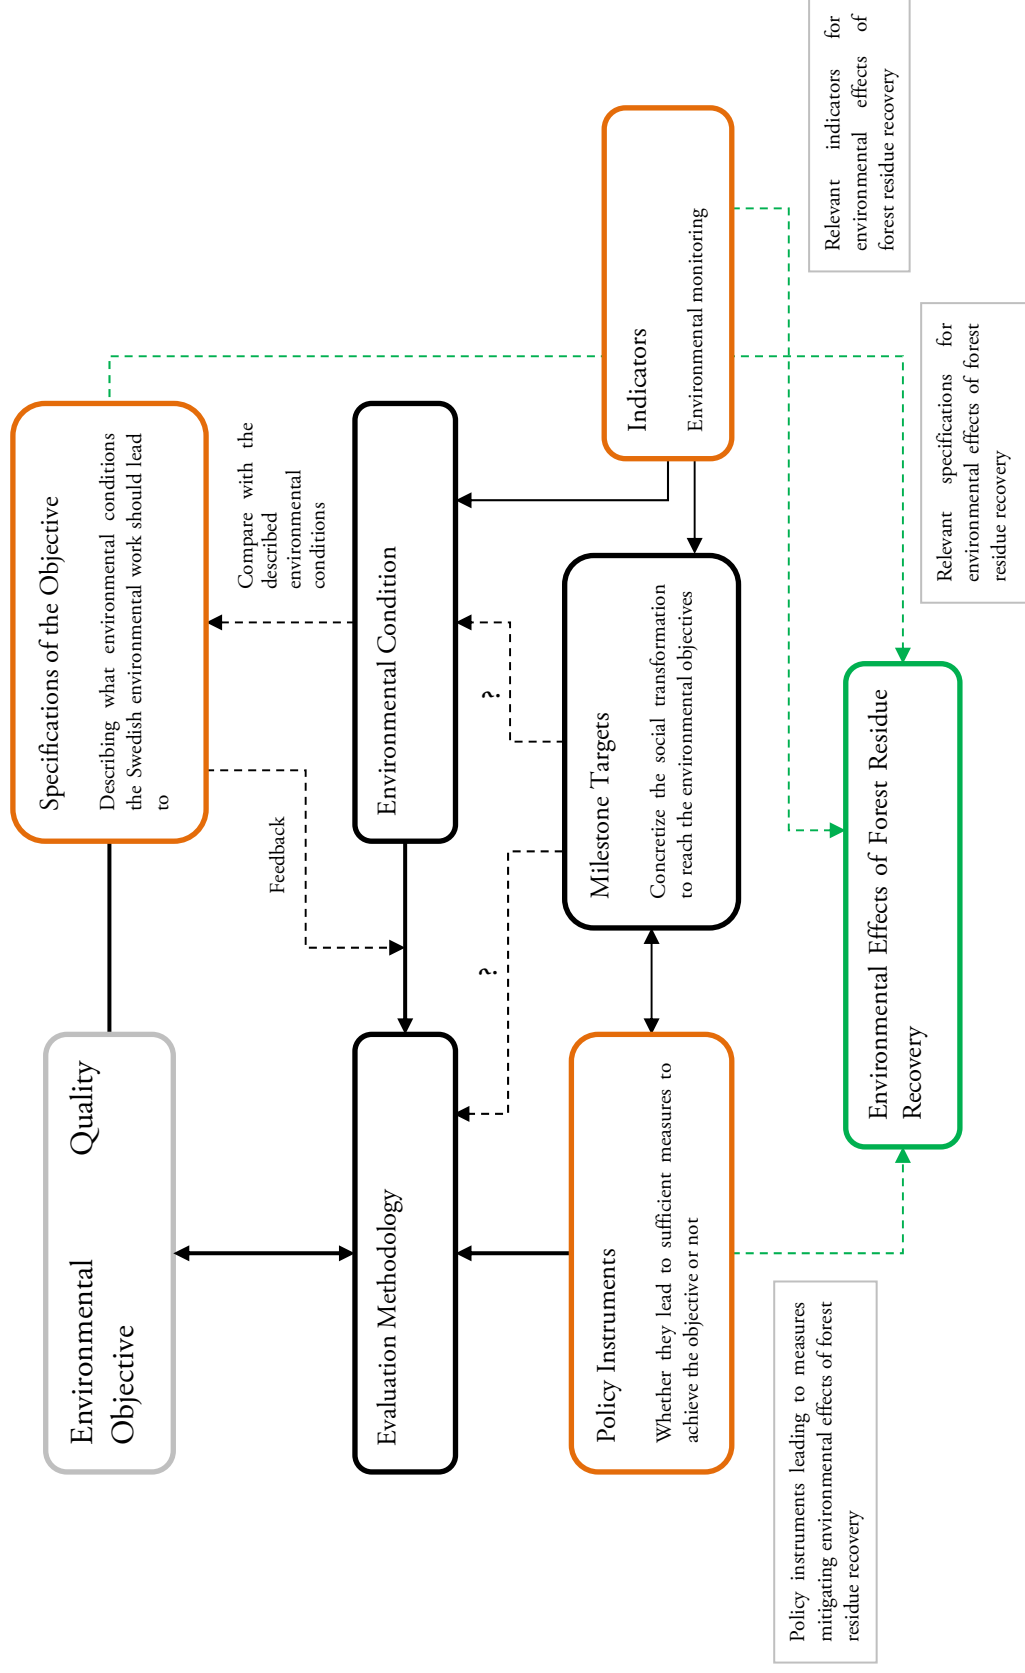 Environmental Quality
Objective
Specifications of the Objective
Describing what environmental conditions
the Swedish environmental work should lead
to
Feedback
Compare with the
described
environmental
conditions
Evaluation Methodology
Environmental Condition
?
?
Policy Instruments
Whether they lead to sufficient measures to
achieve the objective or not
Milestone Targets
Concretize the social transformation
to reach the environmental objectives
Indicators
Environmental monitoring
Policy instruments leading to measures
mitigating environmental effects of forest
residue recovery
Environmental Effects of Forest Residue
Recovery
Relevant indicators for
environmental effects of
forest residue recovery
Relevant specifications for
environmental effects of forest
residue recovery